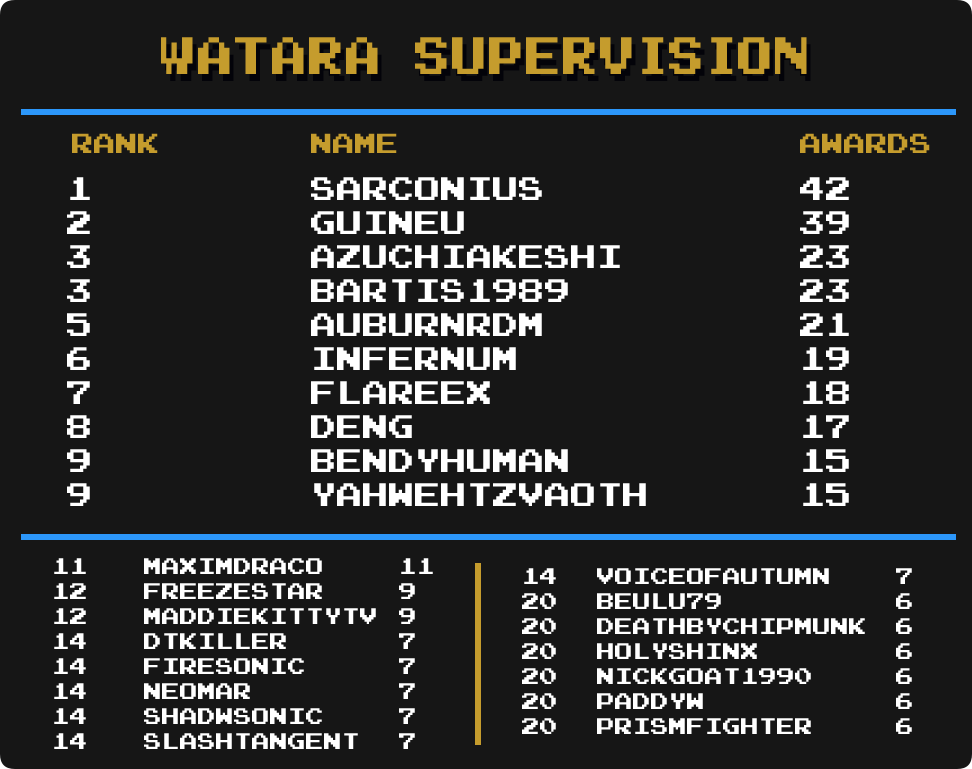 WATARA SUPERVISION
RANK NAME AWARDS
1 SARCONIUS 42
2 GUINEU 39
3 AZUCHIAKESHI 23
3 BARTIS1989 23
5 AUBURNRDM 21
6 INFERNUM 19
7 FLAREEX 18
8 DENG 17
9 BENDYHUMAN 15
9 YAHWEHTZVAOTH 15
11 MAXIMDRACO 11
12 FREEZESTAR 9
12 MADDIEKITTYTV 9
14 DTKILLER 7
14 FIRESONIC 7
14 NEOMAR 7
14 SHADWSONIC 7
14 SLASHTANGENT 7
14 VOICEOFAUTUMN 7
20 BEULU79 6
20 DEATHBYCHIPMUNK 6
20 HOLYSHINX 6
20 NICKGOAT1990 6
20 PADDYW 6
20 PRISMFIGHTER 6